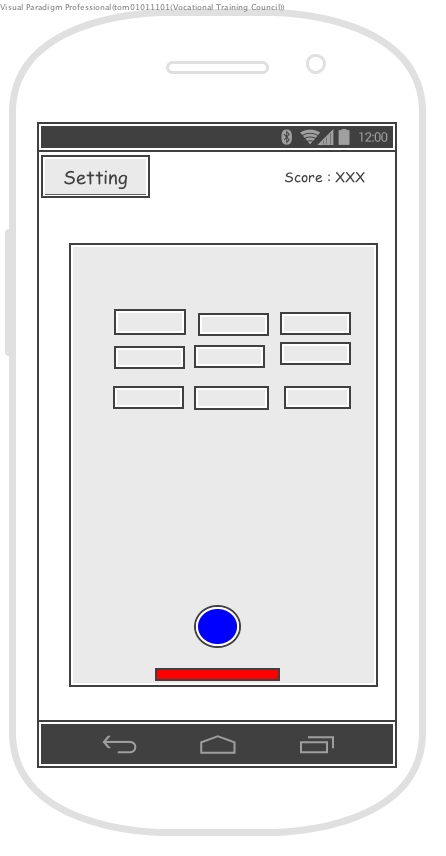 Visual Paradigm Professional(tom01011101(Vocational Training Council))
12:00
Setting
Score : XXX